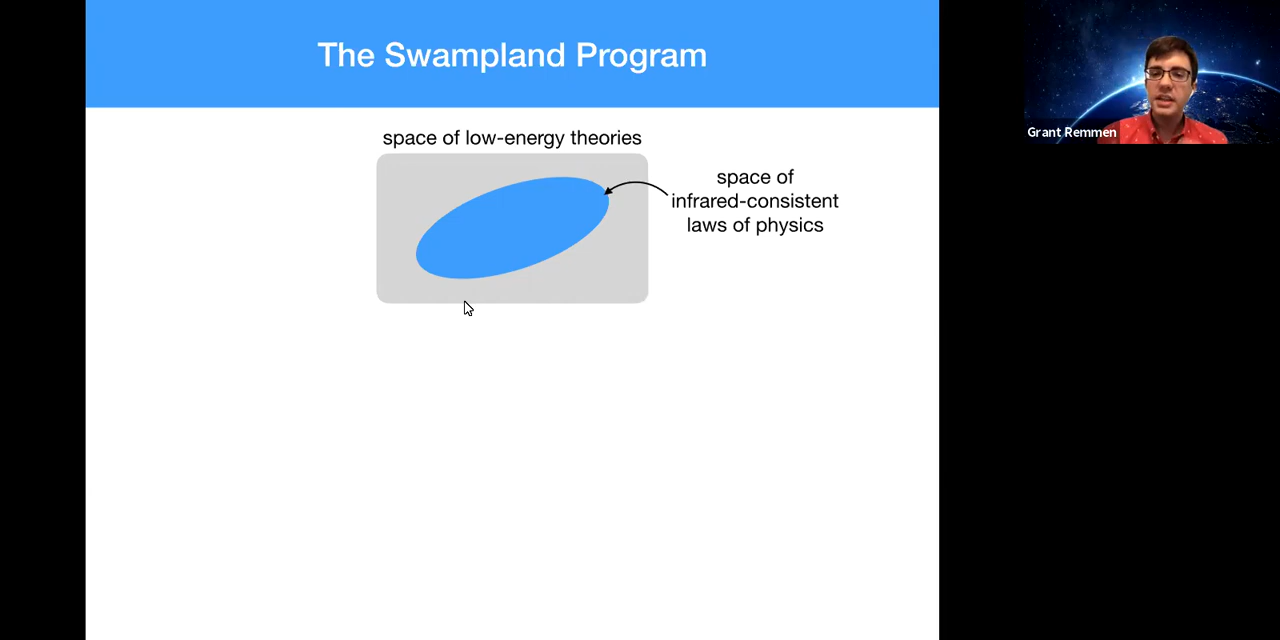 The Swampland Program
space of low-energy theories
space of
infrared-consistent
laws of physics
Grant Remmen